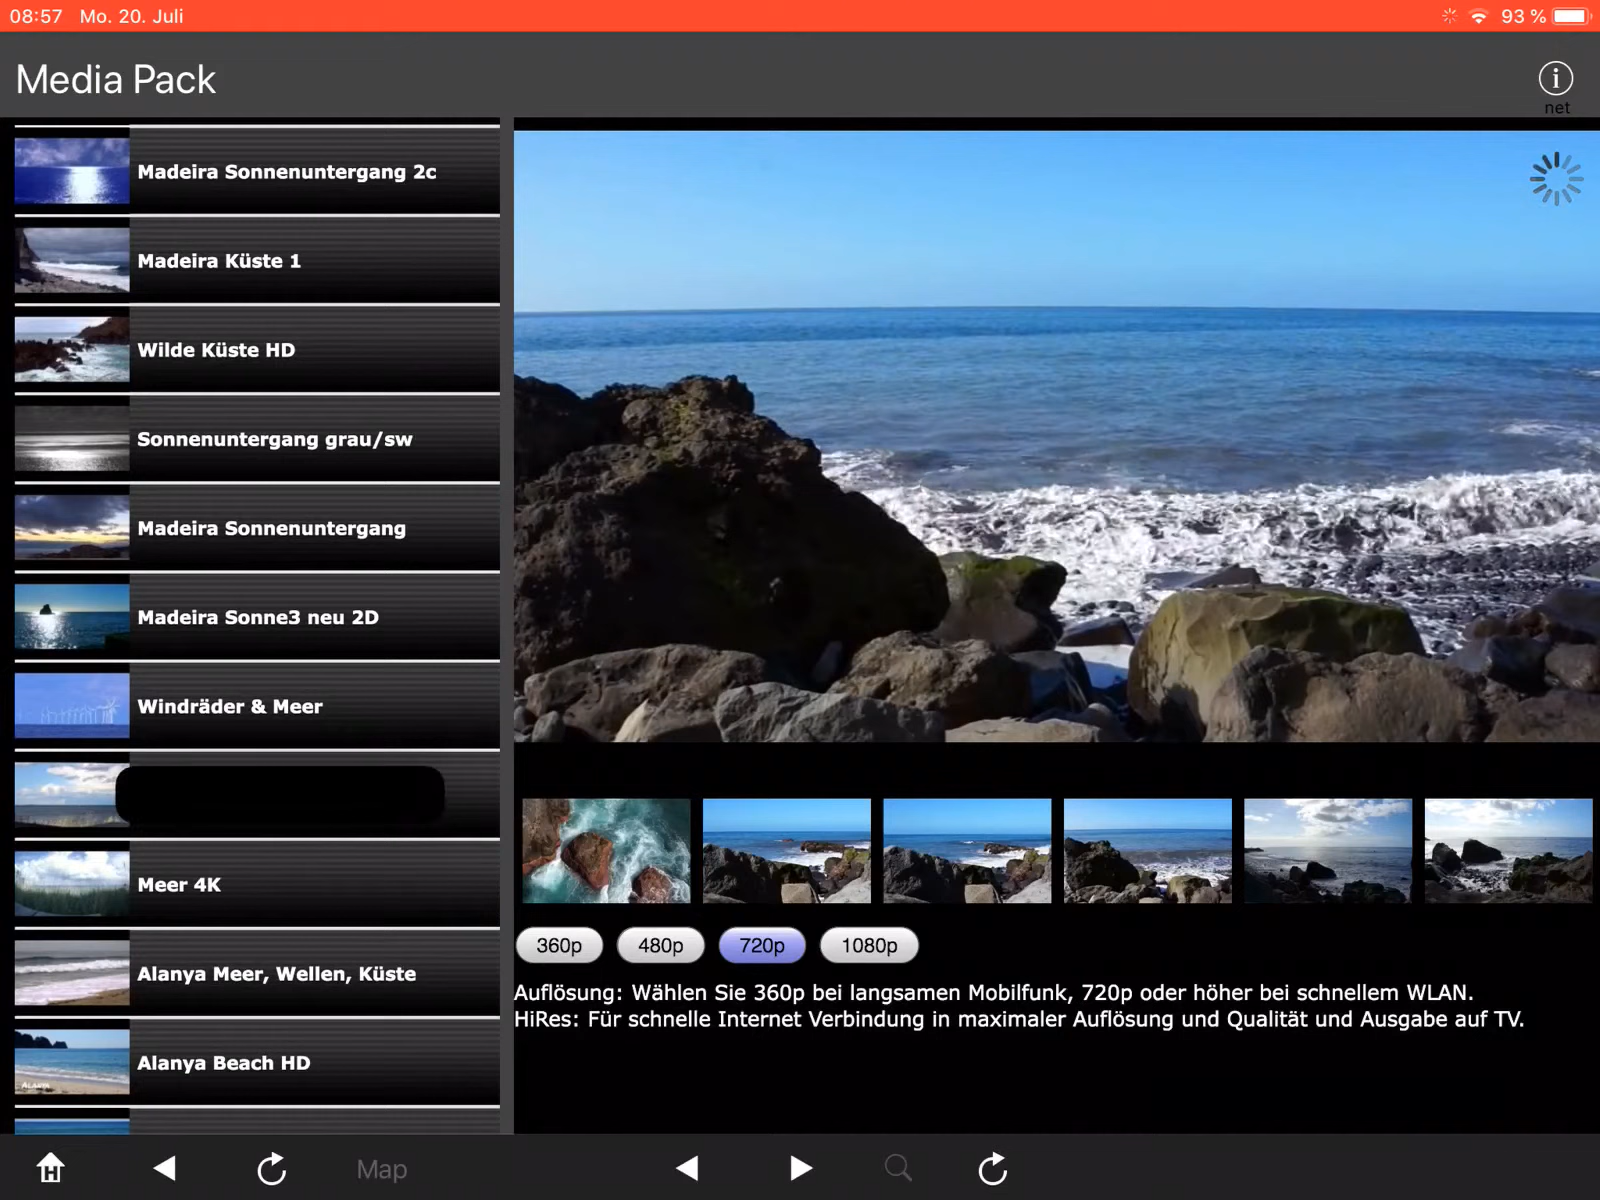 08:57 Mo. 20. Juli 93 %
Media Pack
net
Madeira Sonnenuntergang 2c
Madeira Küste 1
Wilde Küste HD
Sonnenuntergang grau/sw
Madeira Sonnenuntergang
Madeira Sonne3 neu 2D
Windräder & Meer
Meer 4K
Alanya Meer, Wellen, Küste
ALANYA
Alanya Beach HD
360p 480p 720p 1080p
Auflösung: Wählen Sie 360p bei langsamen Mobilfunk, 720p oder höher bei schnellem WLAN.
HiRes: Für schnelle Internet Verbindung in maximaler Auflösung und Qualität und Ausgabe auf TV.
H
Map